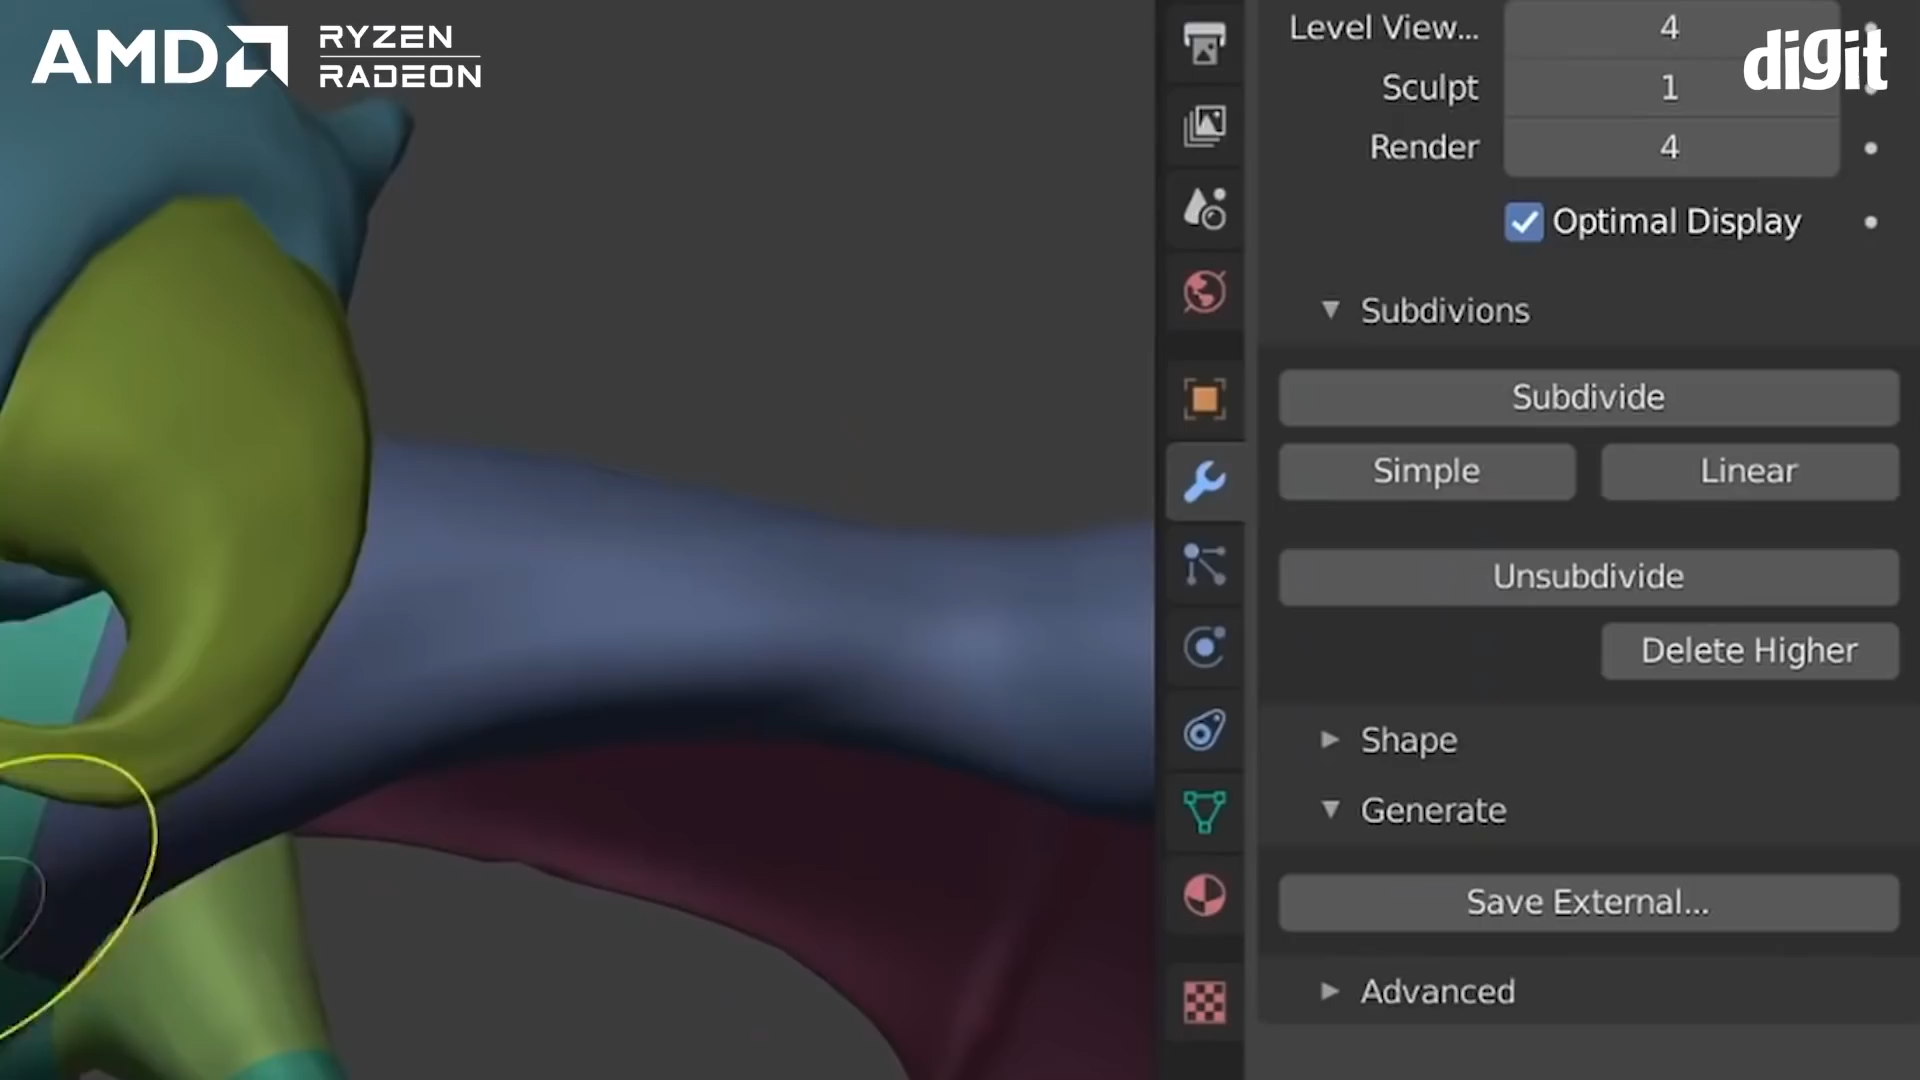 AMD
RYZEN
RADEON
digit
Level View... 4
Sculpt 1
Render 4
Optimal Display
Subdivions
Subdivide
Simple Linear
Unsubdivide
Delete Higher
Shape
Generate
Save External...
Advanced